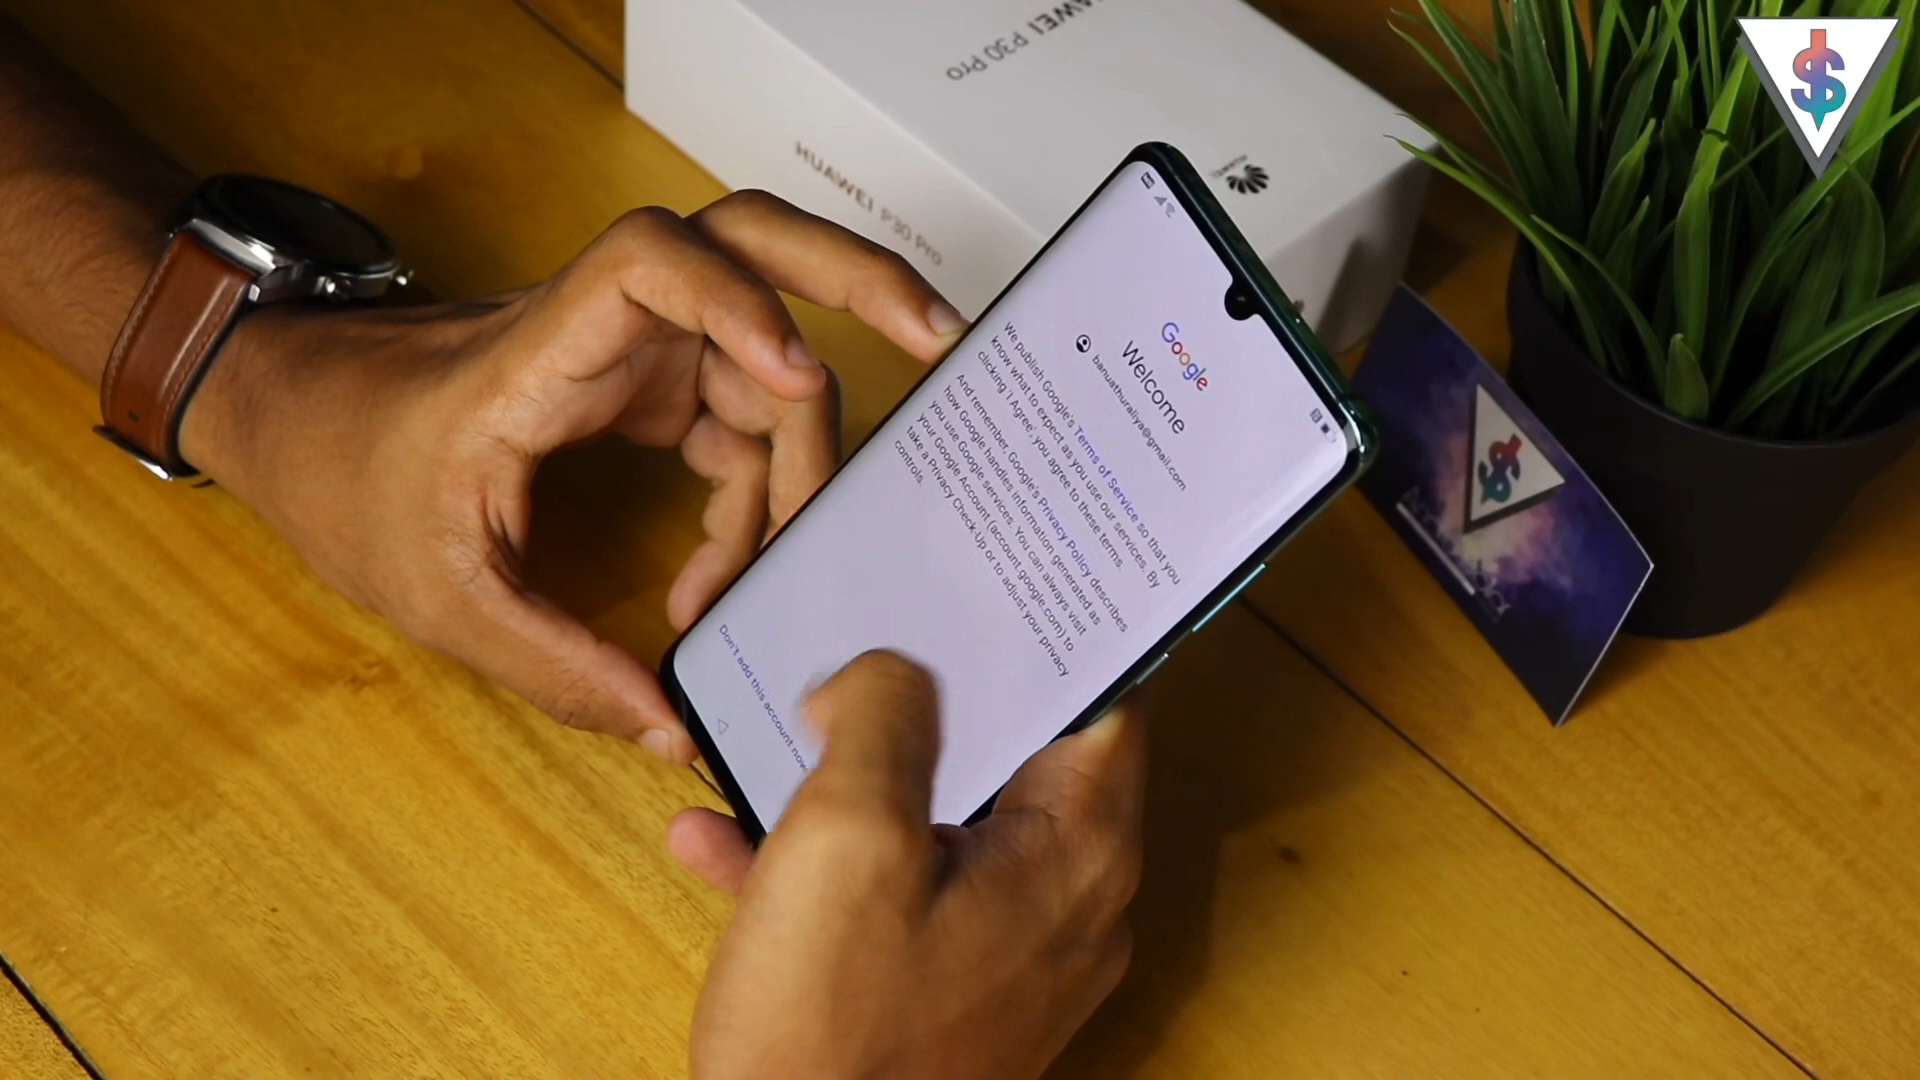 HUAWEI P30 Pro
HUAWEI P30 Pro
HUAWEI
Google
Welcome
banuathuraliya@gmail.com
We publish Google's Terms of Service so that you
know what to expect as you use our services. By
clicking 'I Agree', you agree to these terms.
And remember, Google's Privacy Policy describes
how Google handles information generated as
you use Google services. You can always visit
your Google Account (account.google.com) to
take a Privacy Check-Up or to adjust your privacy
controls.
Don't add this account now